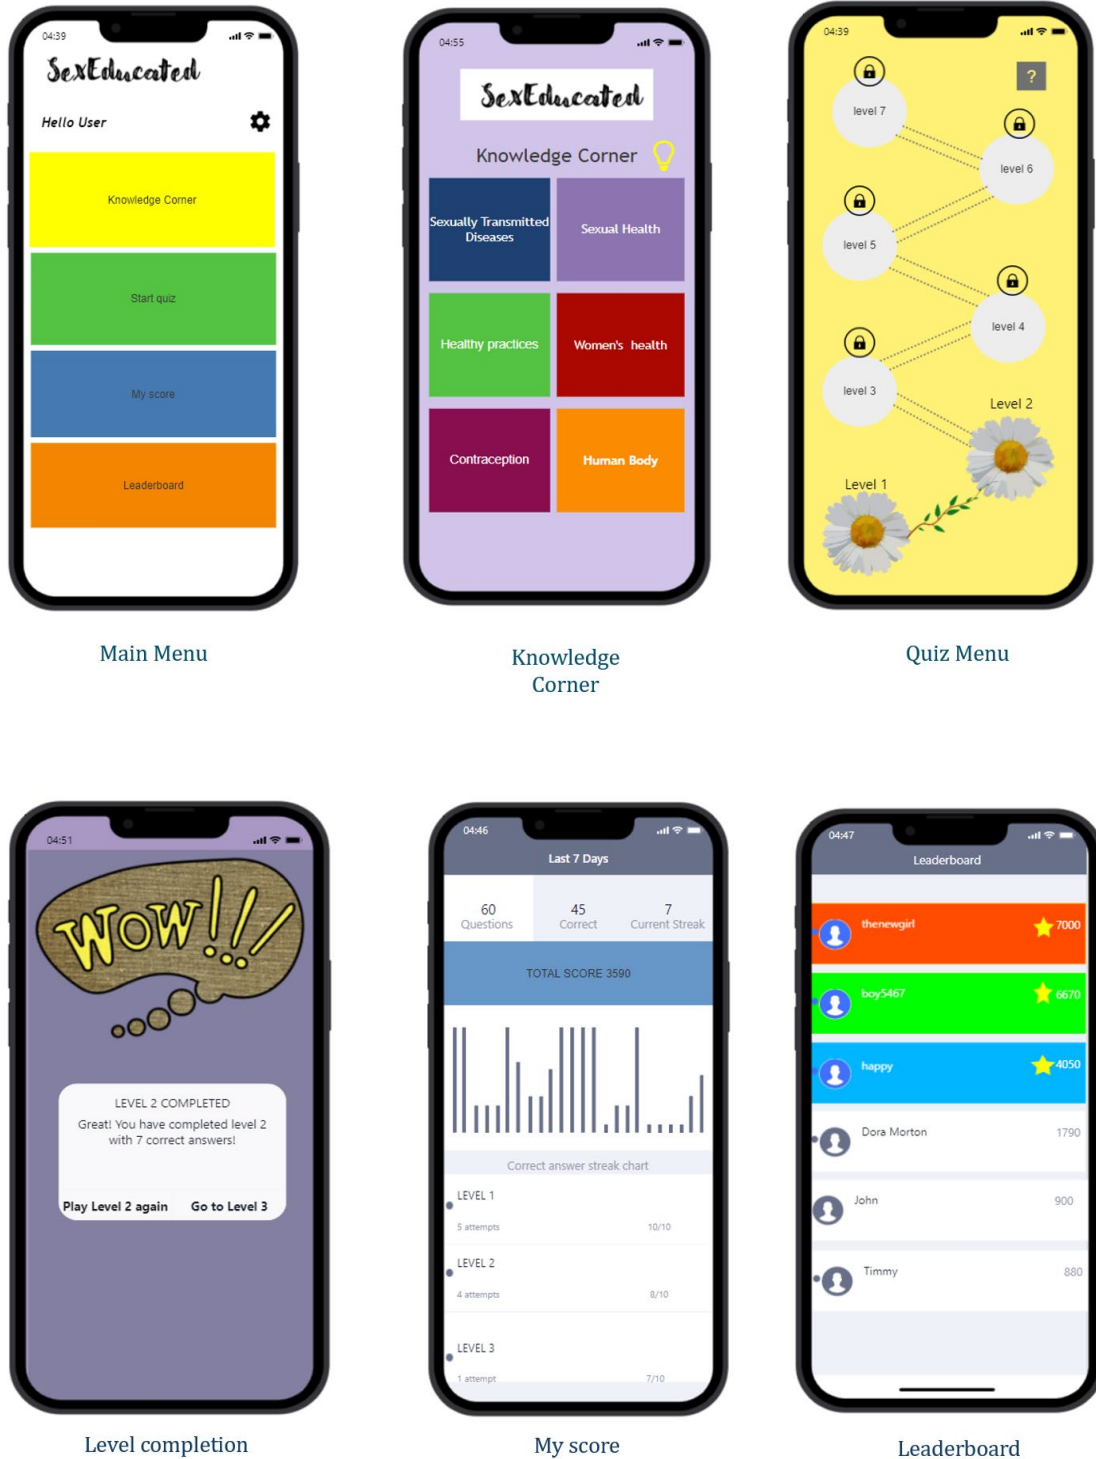 04:39
SexEducated
Hello User
Knowledge Corner
Start quiz
My score
Leaderboard
Main Menu
04:55
SexEducated
Knowledge Corner
Sexually Transmitted
Diseases
Sexual Health
Healthy practices
Women's health
Contraception
Human Body
Knowledge
Corner
04:39
?
level 7
level 6
level 5
level 4
level 3
Level 2
Level 1
Quiz Menu
04:51
WOW!!!
LEVEL 2 COMPLETED
Great! You have completed level 2
with 7 correct answers!
Play Level 2 again
Go to Level 3
Level completion
04:46
Last 7 Days
60 45 7
Questions Correct Current Streak
TOTAL SCORE 3590
Correct answer streak chart
LEVEL 1
5 attempts 10/10
LEVEL 2
4 attempts 8/10
LEVEL 3
1 attempt 7/10
My score
04:47
Leaderboard
thenewgirl 7000
boy5467 6670
happy 4050
Dora Morton 1790
John 900
Timmy 880
Leaderboard